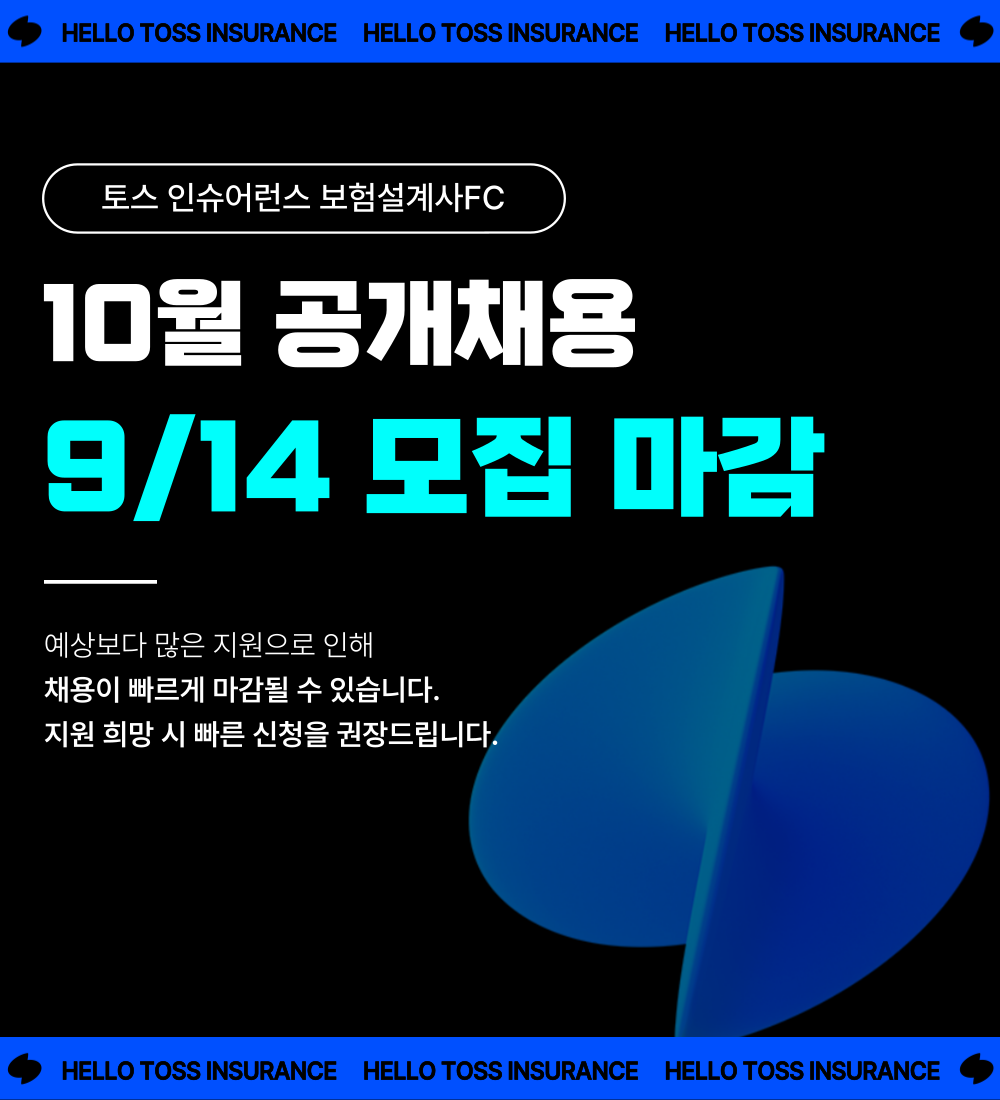 HELLO TOSS INSURANCE HELLO TOSS INSURANCE HELLO TOSS INSURANCE
토스 인슈어런스 보험설계사FC
10월 공개채용
9/14 모집 마감
예상보다 많은 지원으로 인해
채용이 빠르게 마감될 수 있습니다.
지원 희망 시 빠른 신청을 권장드립니다.
HELLO TOSS INSURANCE HELLO TOSS INSURANCE HELLO TOSS INSURANCE